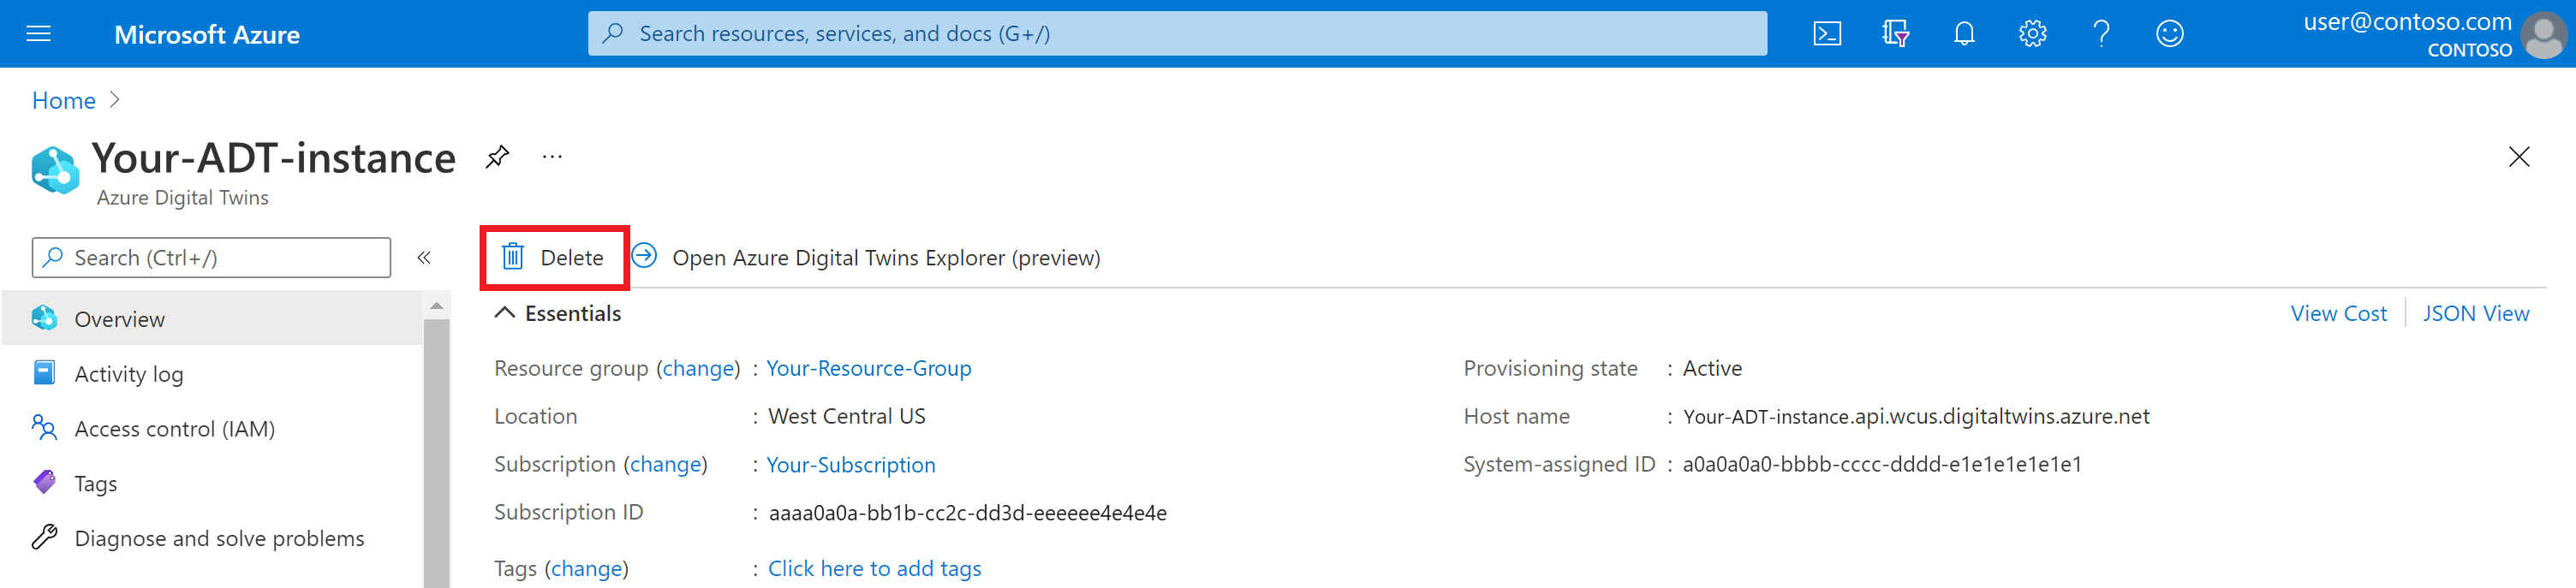 Microsoft Azure
Search resources, services, and docs (G+/)
user@contoso.com
CONTOSO
Home
Your-ADT-instance
Azure Digital Twins
Search (Ctrl+/)
Delete
Open Azure Digital Twins Explorer (preview)
Overview
Activity log
Access control (IAM)
Tags
Diagnose and solve problems
Essentials
View Cost
JSON View
Resource group (change) : Your-Resource-Group
Location : West Central US
Subscription (change) : Your-Subscription
Subscription ID : aaaa0a0a-bb1b-cc2c-dd3d-eeeeee4e4e4e
Tags (change) : Click here to add tags
Provisioning state : Active
Host name : Your-ADT-instance.api.wcus.digitaltwins.azure.net
System-assigned ID : a0a0a0a0-bbbb-cccc-dddd-e1e1e1e1e1e1